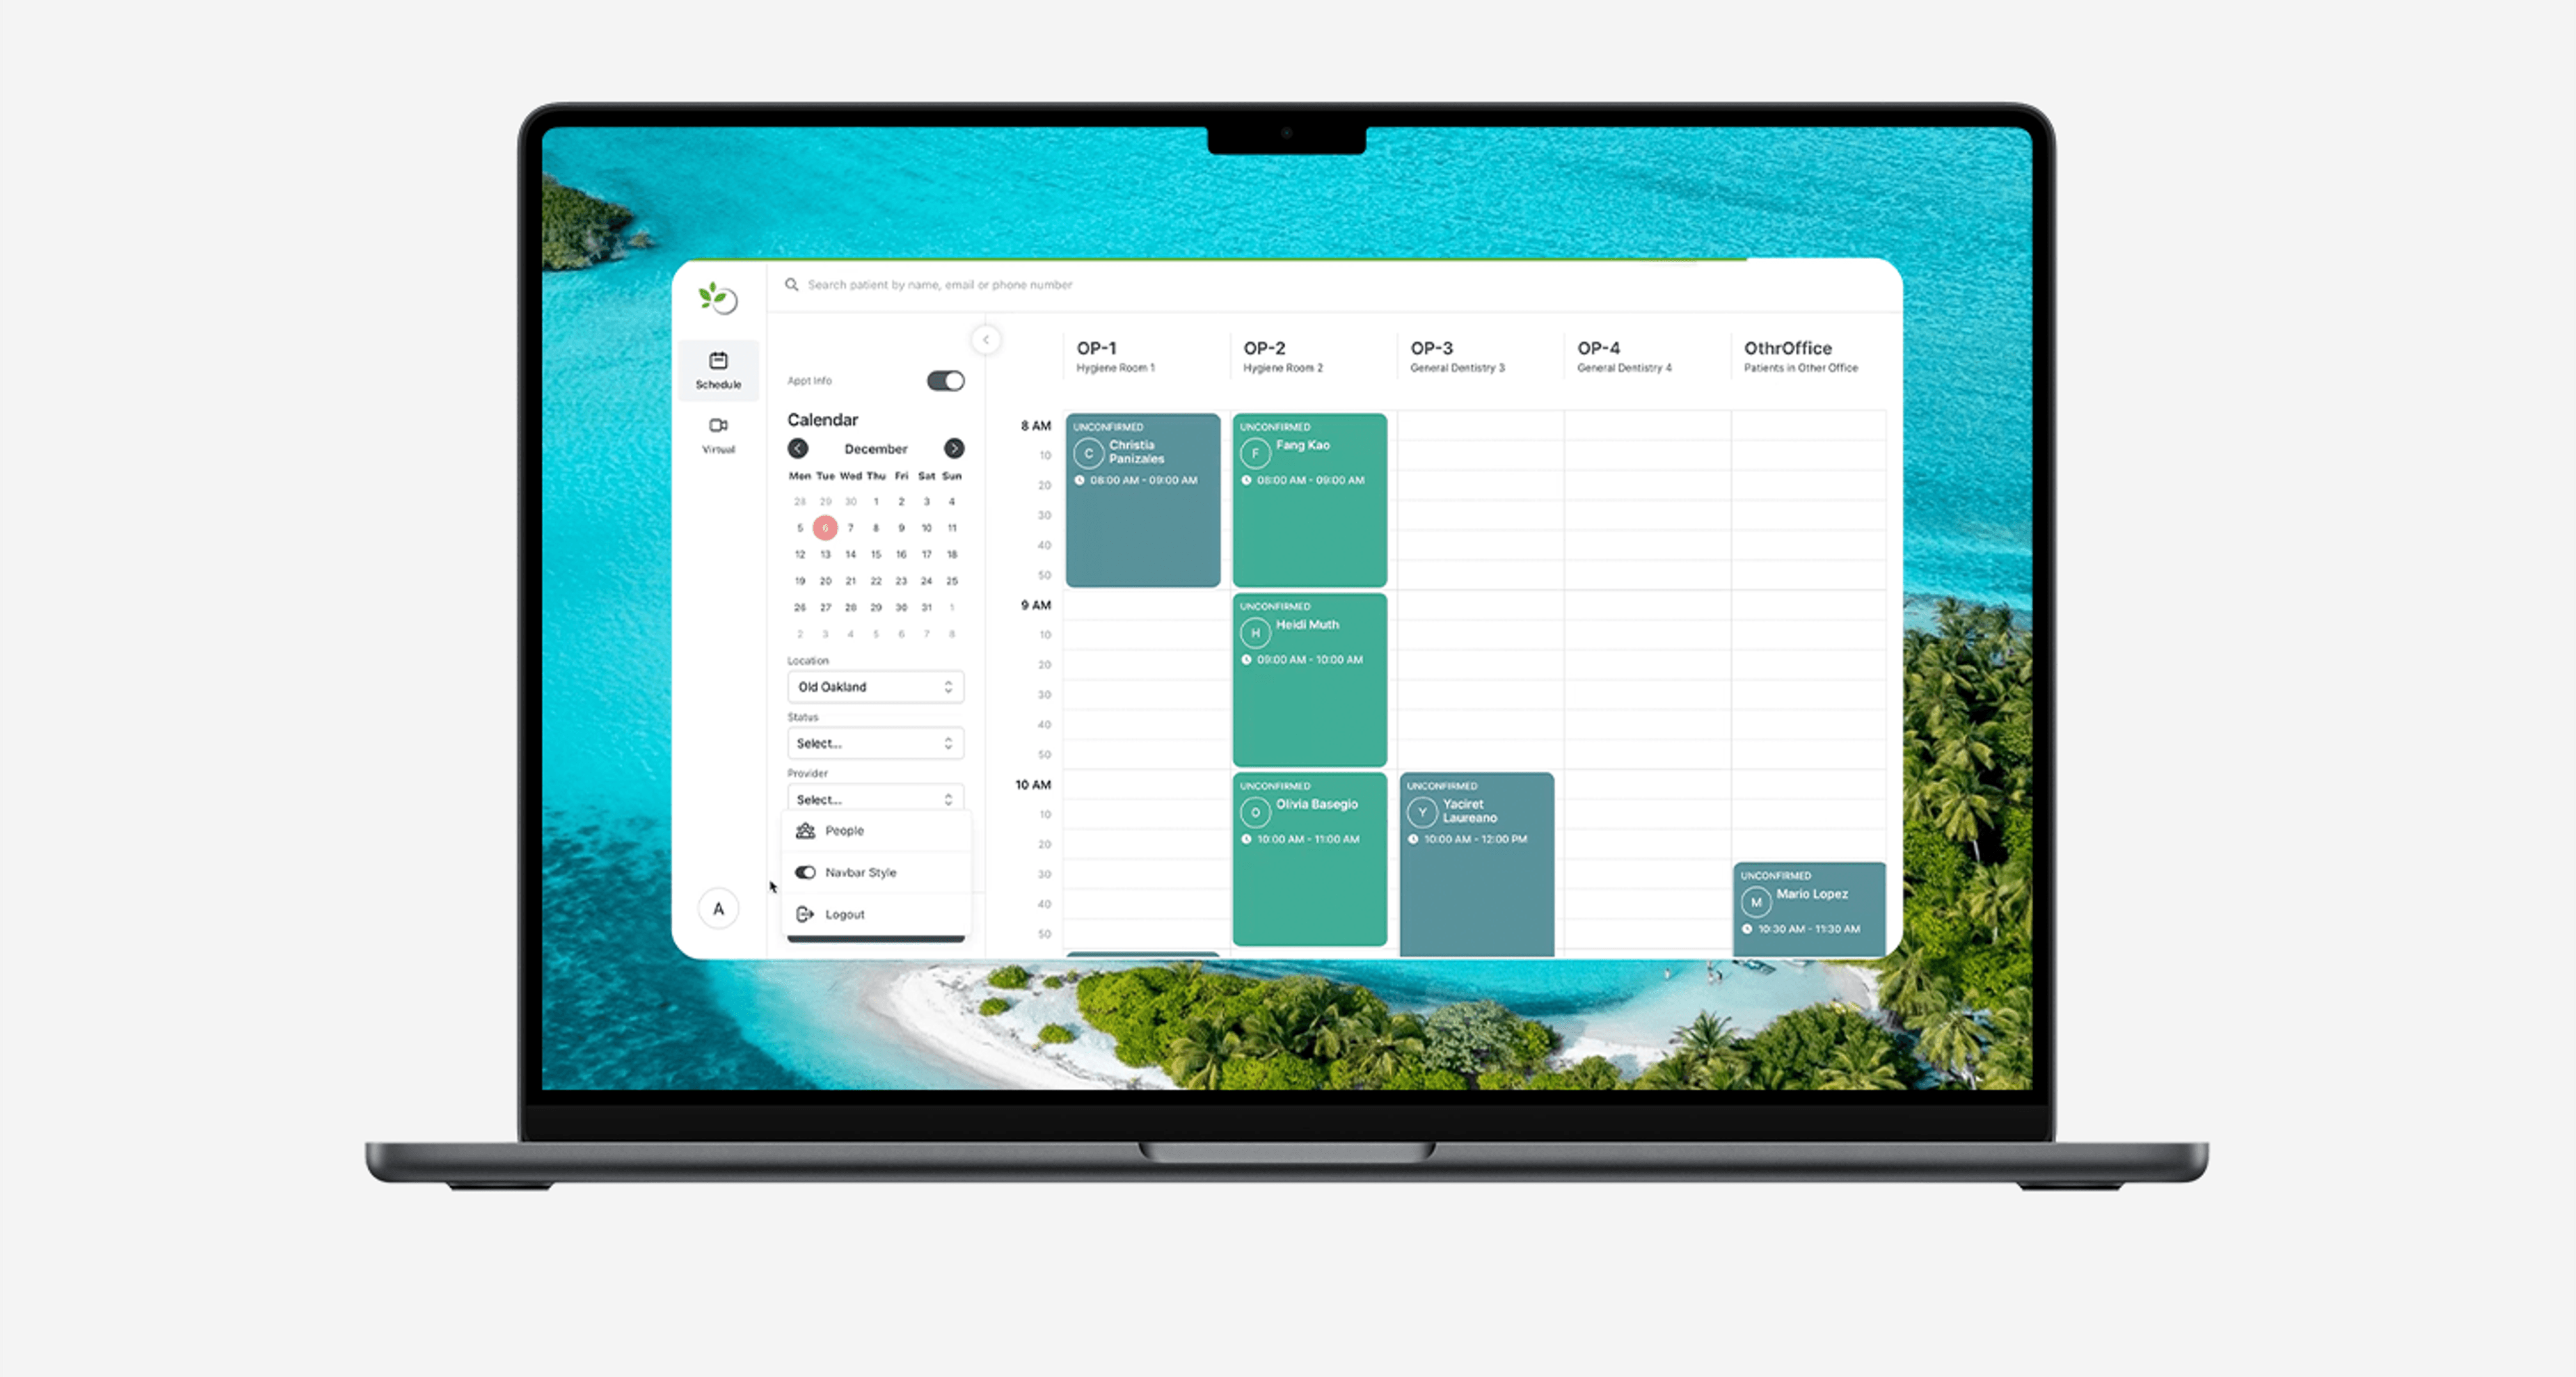 Search patient by name, email or phone number
Schedule
Virtual
A
Appt Info
Calendar
December
Mon Tue Wed Thu Fri Sat Sun
28 29 30 1 2 3 4
5 6 7 8 9 10 11
12 13 14 15 16 17 18
19 20 21 22 23 24 25
26 27 28 29 30 31 1
2 3 4 5 6 7 8
Location
Old Oakland
Status
Select...
Provider
Select...
People
Navbar Style
Logout
OP-1
Hygiene Room 1
OP-2
Hygiene Room 2
OP-3
General Dentistry 3
OP-4
General Dentistry 4
OthrOffice
Patients in Other Office
8 AM
10
20
30
40
50
9 AM
10
20
30
40
50
10 AM
10
20
30
40
50
UNCONFIRMED
C
Christia
Panizales
08:00 AM - 09:00 AM
UNCONFIRMED
F
Fang Kao
08:00 AM - 09:00 AM
UNCONFIRMED
H
Heidi Muth
09:00 AM - 10:00 AM
UNCONFIRMED
O
Olivia Basegio
10:00 AM - 11:00 AM
UNCONFIRMED
Y
Yaciret
Laureano
10:00 AM - 12:00 PM
UNCONFIRMED
M
Mario Lopez
10:30 AM - 11:30 AM